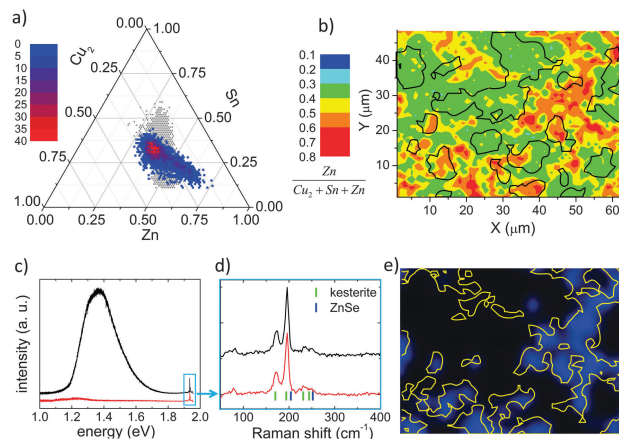 a)
0
5
10
15
20
25
30
35
40
Cu2
Sn
0.00
0.25
0.50
0.75
1.00
0.75
0.50
0.25
0.00
1.00
0.00
0.25
0.50
0.75
1.00
Zn
b)
0.1
0.2
0.3
0.4
0.5
0.6
0.7
0.8
Zn
Cu2 + Sn + Zn
Y (μm)
40
30
20
10
10 20 30 40 50 60
X (μm)
c)
intensity (a. u.)
1.0 1.2 1.4 1.6 1.8 2.0
energy (eV)
d)
kesterite
ZnSe
200 400
Raman shift (cm⁻¹)
e)